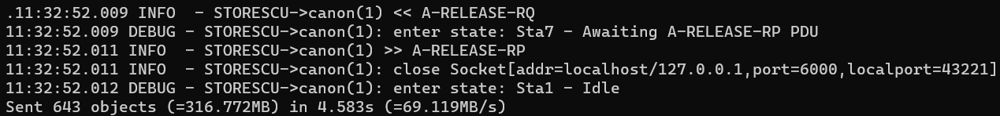 .11:32:52.009 INFO  - STORESCU->canon(1) << A-RELEASE-RQ
11:32:52.009 DEBUG - STORESCU->canon(1): enter state: Sta7 - Awaiting A-RELEASE-RP PDU
11:32:52.011 INFO  - STORESCU->canon(1) >> A-RELEASE-RP
11:32:52.011 INFO  - STORESCU->canon(1): close Socket[addr=localhost/127.0.0.1,port=6000,localport=43221]
11:32:52.012 DEBUG - STORESCU->canon(1): enter state: Sta1 - Idle
Sent 643 objects (=316.772MB) in 4.583s (=69.119MB/s)